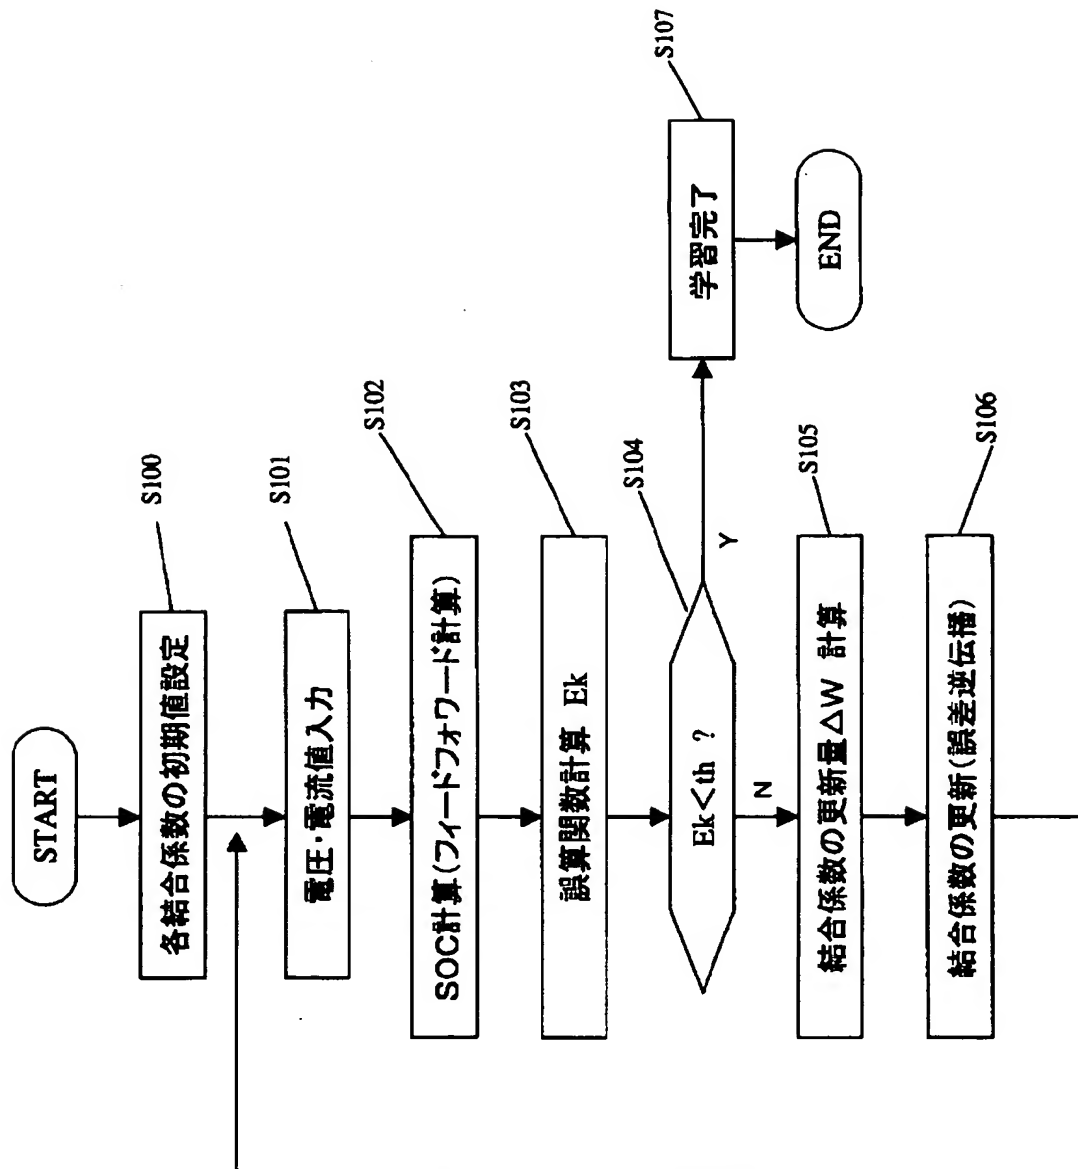 START
各結合係数の初期値設定
S100
電圧・電流値入力
S101
SOC計算(フィードフォワード計算)
S102
誤算関数計算 Ek
S103
Ek<th ?
S104
Y
N
学習完了
S107
END
結合係数の更新量△W 計算
S105
結合係数の更新(誤差逆伝播)
S106